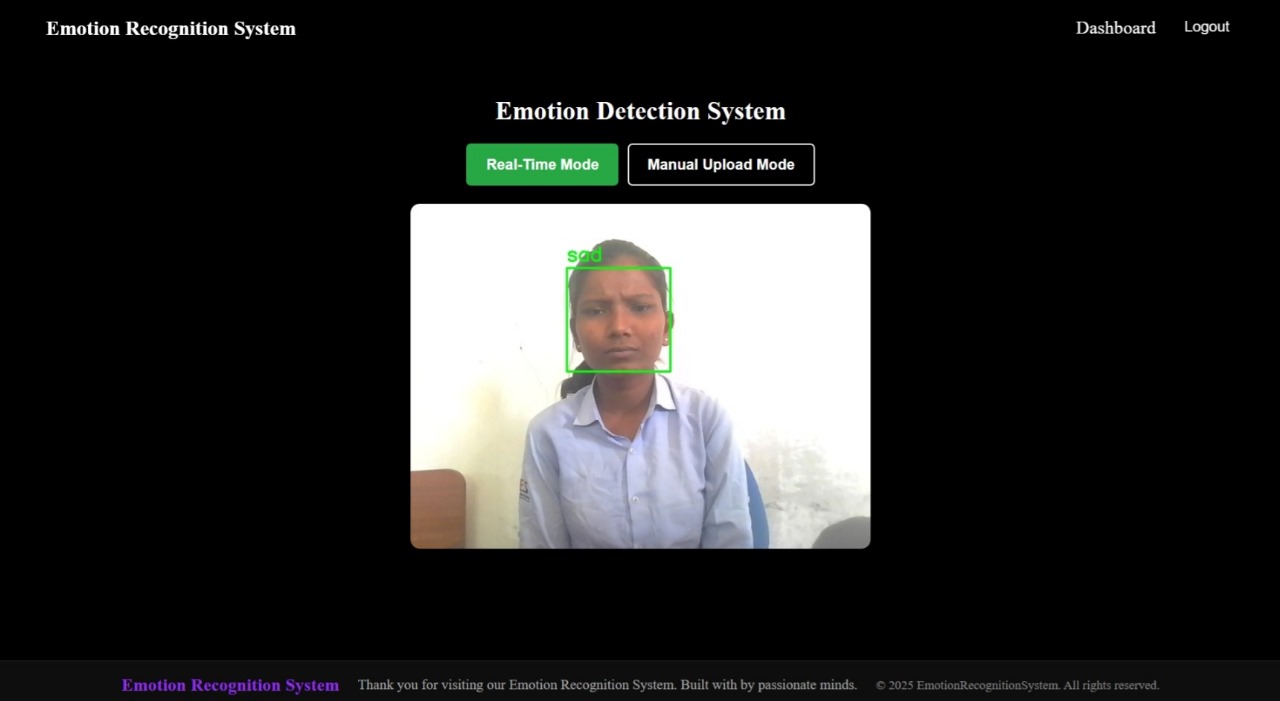 Emotion Recognition System
Dashboard
Logout
Emotion Detection System
Real-Time Mode
Manual Upload Mode
sad
Emotion Recognition System
Thank you for visiting our Emotion Recognition System. Built with by passionate minds.
© 2025 EmotionRecognitionSystem. All rights reserved.